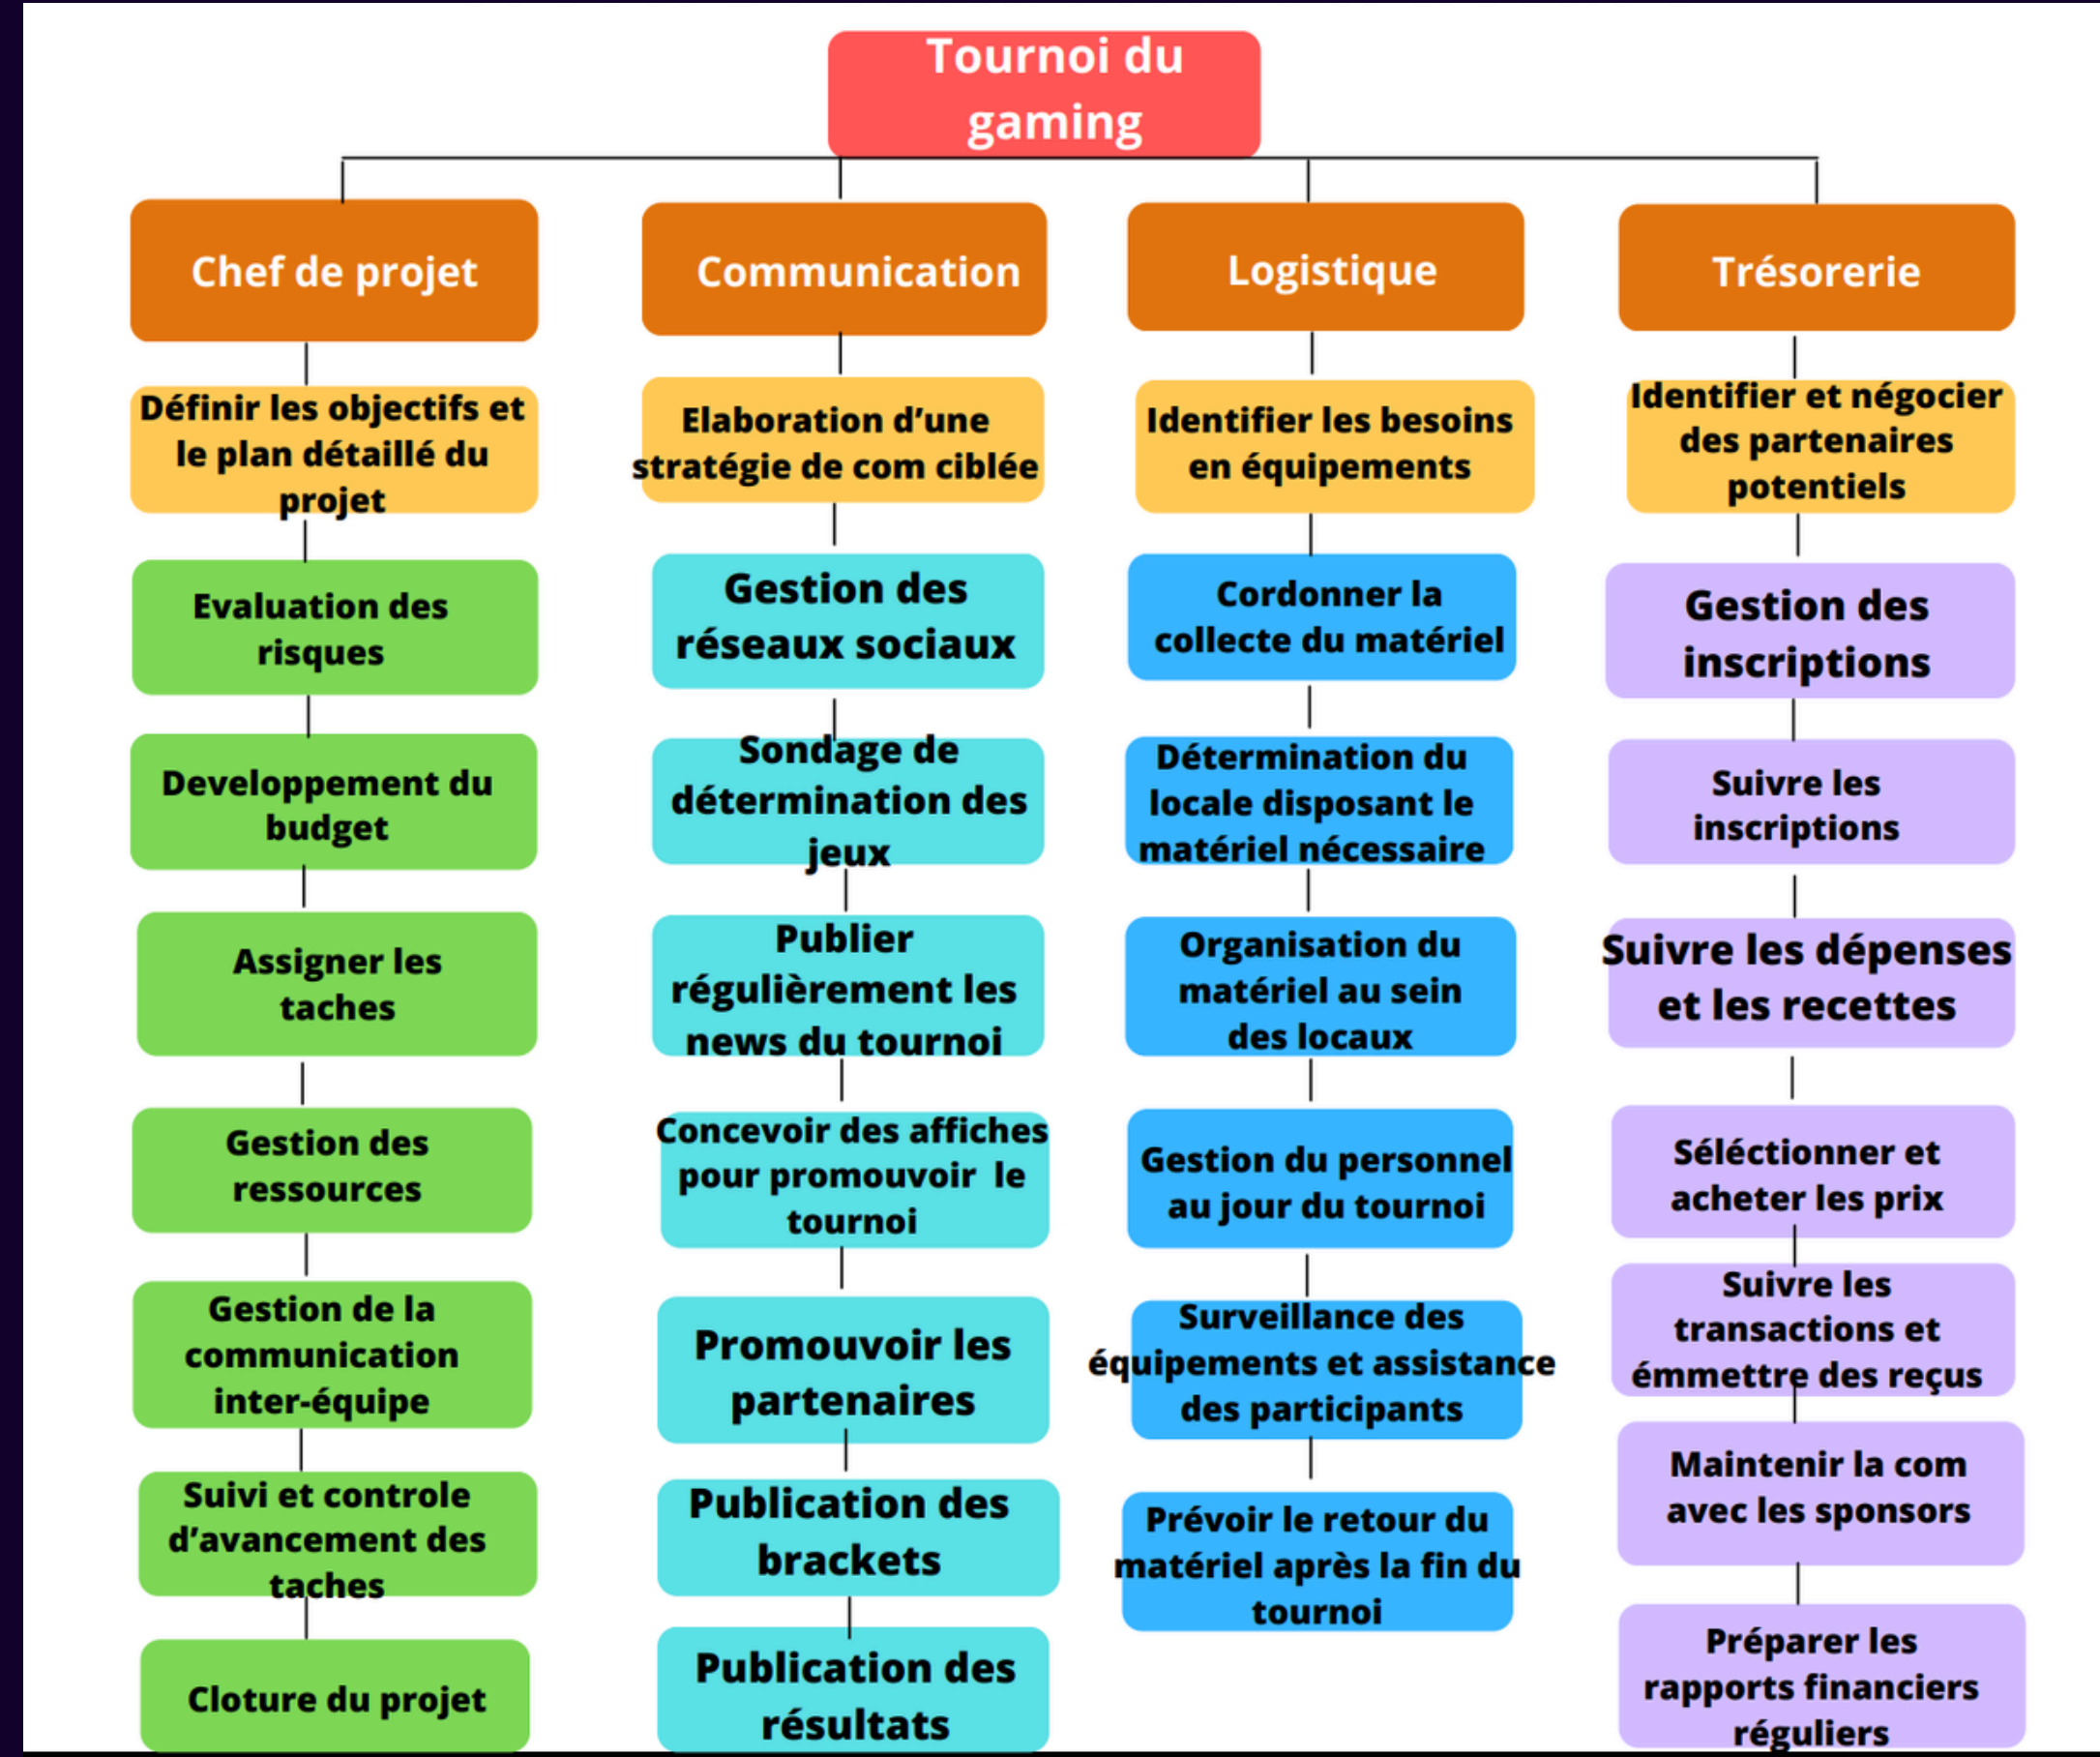 Tournoi du
gaming
Chef de projet
Communication
Logistique
Trésorerie
Définir les objectifs et
le plan détaillé du
projet
Evaluation des
risques
Developpement du
budget
Assigner les
taches
Gestion des
ressources
Gestion de la
communication
inter-équipe
Suivi et controle
d’avancement des
taches
Cloture du projet
Elaboration d’une
stratégie de com ciblée
Gestion des
réseaux sociaux
Sondage de
détermination des
jeux
Publier
régulièrement les
news du tournoi
Concevoir des affiches
pour promouvoir le
tournoi
Promouvoir les
partenaires
Publication des
brackets
Publication des
résultats
Identifier les besoins
en équipements
Cordonner la
collecte du matériel
Détermination du
locale disposant le
matériel nécessaire
Organisation du
matériel au sein
des locaux
Gestion du personnel
au jour du tournoi
Surveillance des
équipements et assistance
des participants
Prévoir le retour du
matériel après la fin du
tournoi
Identifier et négocier
des partenaires
potentiels
Gestion des
inscriptions
Suivre les
inscriptions
Suivre les dépenses
et les recettes
Séléctionner et
acheter les prix
Suivre les
transactions et
émmettre des reçus
Maintenir la com
avec les sponsors
Préparer les
rapports financiers
réguliers